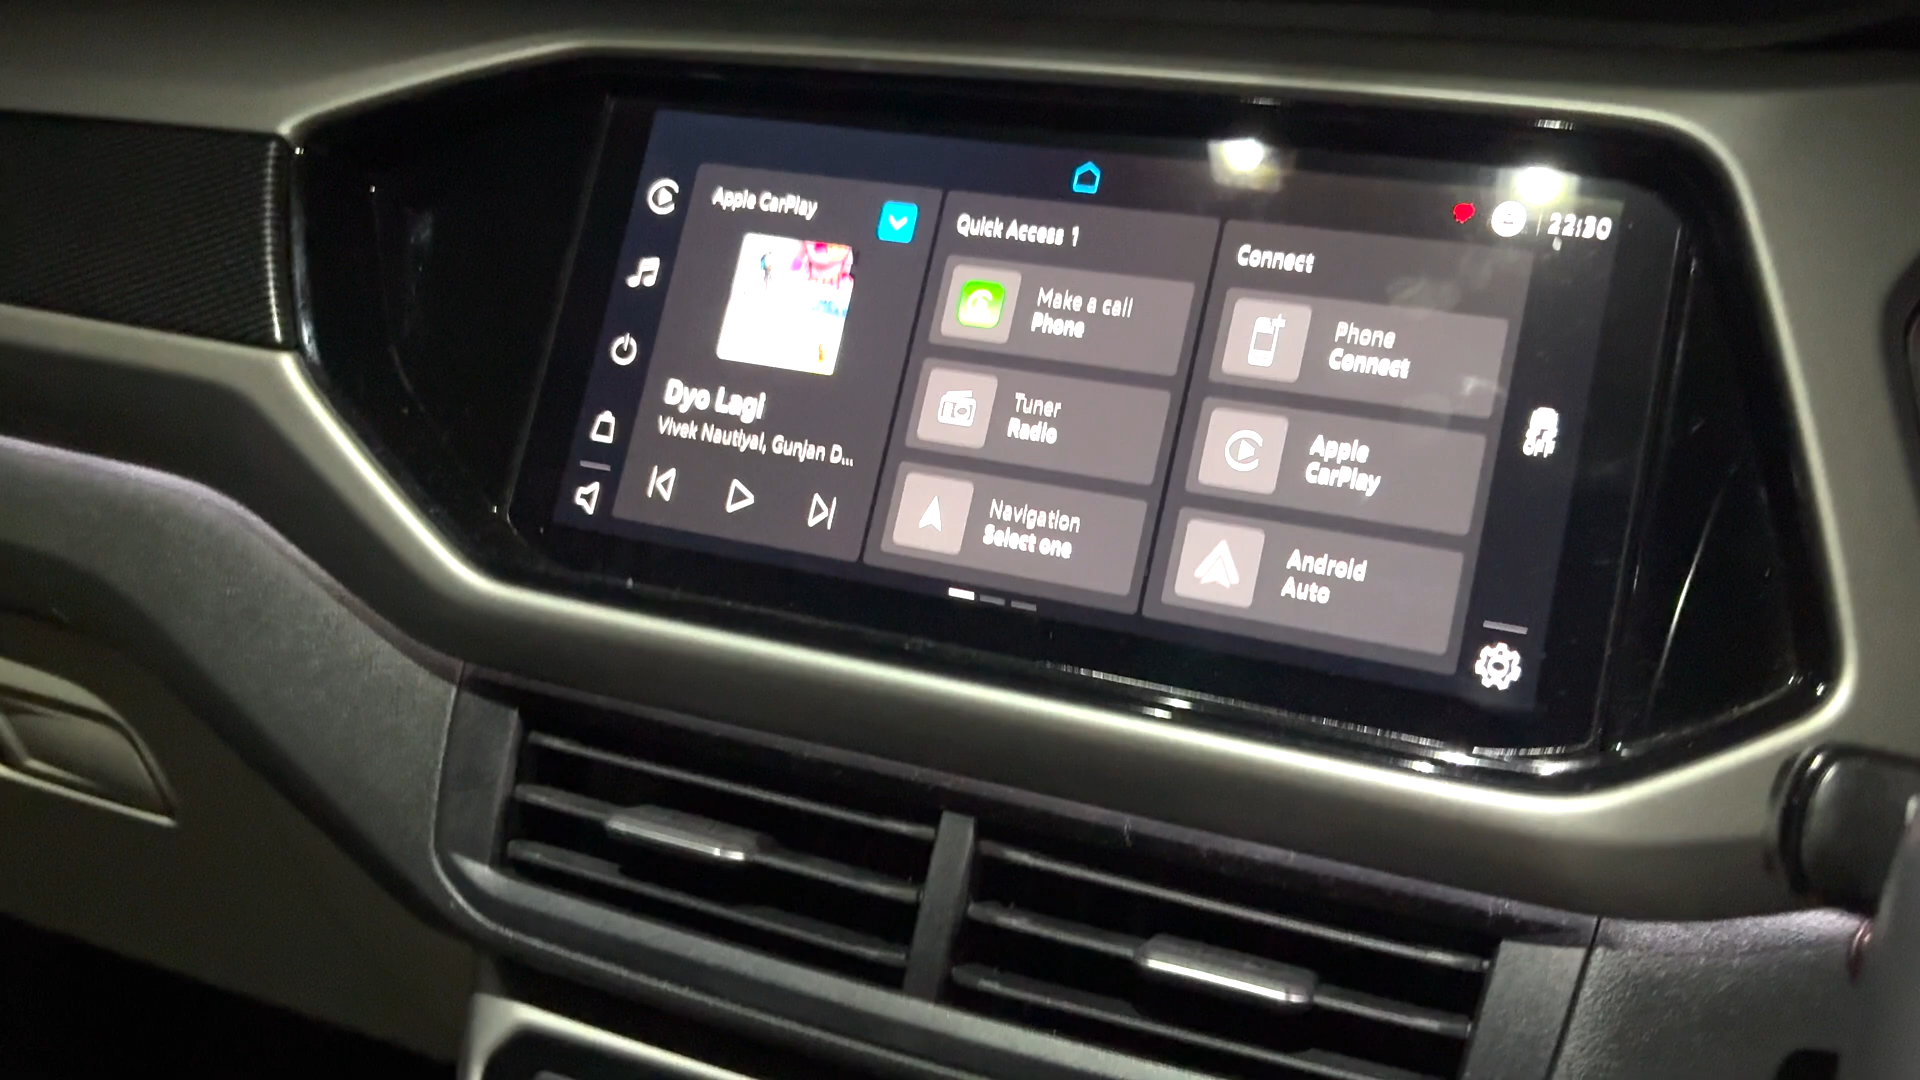 Apple CarPlay
Dyo Lagi
Vivek Nautiyal, Gunjan D...
Quick Access 1
Make a call
Phone
Tuner
Radio
Navigation
Select one
22:30
Connect
Phone
Connect
Apple
CarPlay
Android
Auto
OFF